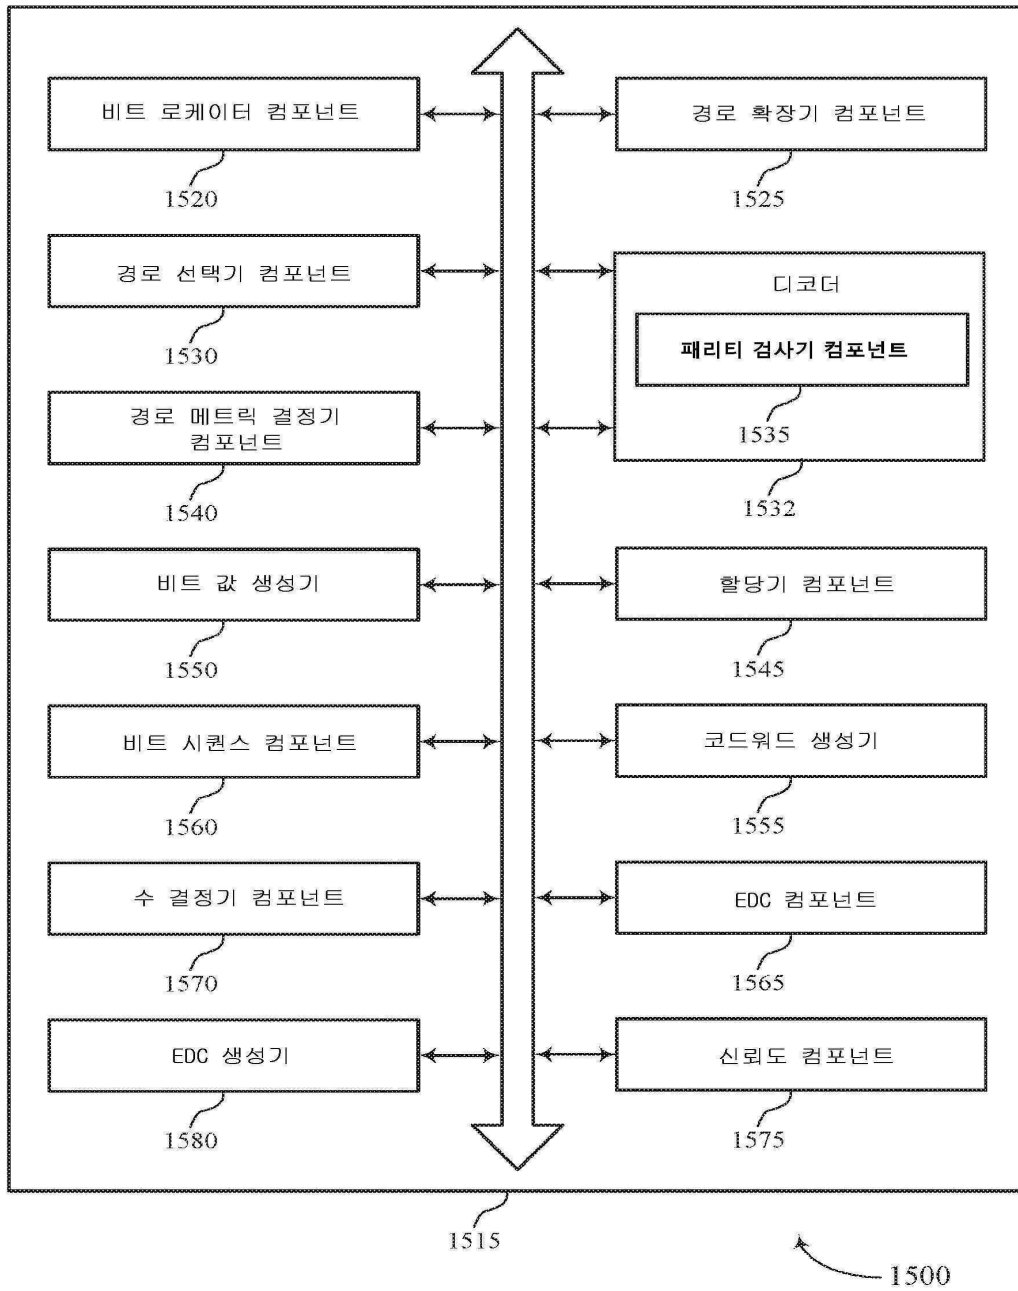 비트 로케이터 컴포넌트
1520
경로 확장기 컴포넌트
1525
경로 선택기 컴포넌트
1530
디코더
패리티 검사기 컴포넌트
1535
1532
경로 메트릭 결정기
컴포넌트
1540
비트 값 생성기
1550
할당기 컴포넌트
1545
비트 시퀀스 컴포넌트
1560
코드워드 생성기
1555
수 결정기 컴포넌트
1570
EDC 컴포넌트
1565
EDC 생성기
1580
신뢰도 컴포넌트
1575
1515
1500